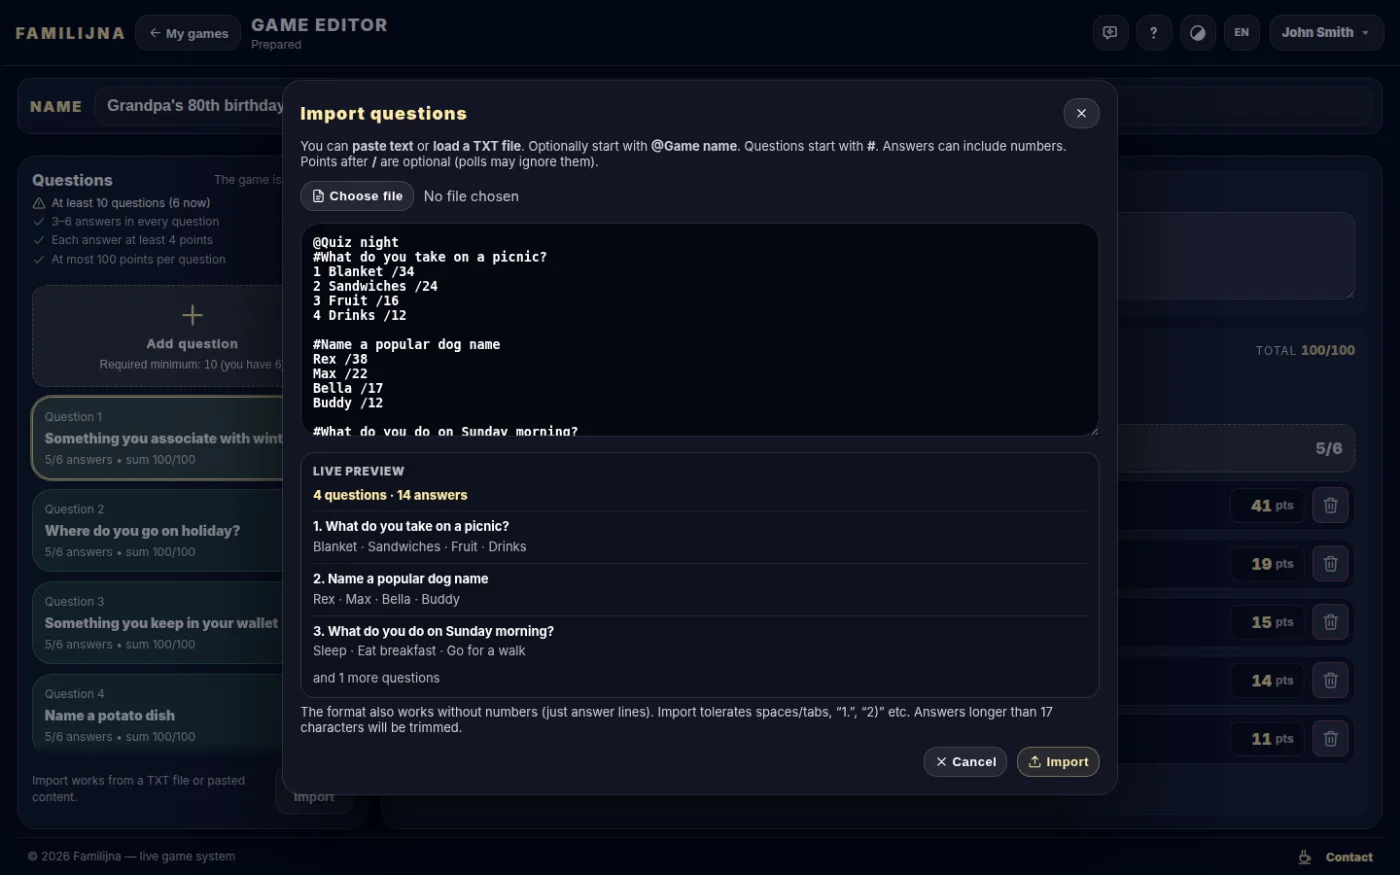 FAMILIJNA
← My games
GAME EDITOR
Prepared
?
EN
John Smith
NAME
Grandpa's 80th birthday
Questions
The game is
At least 10 questions (6 now)
3–6 answers in every question
Each answer at least 4 points
At most 100 points per question
Add question
Required minimum: 10 (you have 6)
Question 1
Something you associate with
5/6 answers • sum 100/100
Question 2
Where do you go on holiday?
5/6 answers • sum 100/100
Question 3
Something you keep in your wallet
5/6 answers • sum 100/100
Question 4
Name a potato dish
5/6 answers • sum 100/100
Import works from a TXT file or pasted
content.
Import
Import questions
You can paste text or load a TXT file. Optionally start with @Game name. Questions start with #. Answers can include numbers.
Points after / are optional (polls may ignore them).
Choose file
No file chosen
@Quiz night
#What do you take on a picnic?
1 Blanket /34
2 Sandwiches /24
3 Fruit /16
4 Drinks /12
#Name a popular dog name
Rex /38
Max /22
Bella /17
Buddy /12
#What do you do on Sunday morning?
LIVE PREVIEW
4 questions · 14 answers
1. What do you take on a picnic?
Blanket · Sandwiches · Fruit · Drinks
2. Name a popular dog name
Rex · Max · Bella · Buddy
3. What do you do on Sunday morning?
Sleep · Eat breakfast · Go for a walk
and 1 more questions
The format also works without numbers (just answer lines). Import tolerates spaces/tabs, “1.”, “2)” etc. Answers longer than 17
characters will be trimmed.
Cancel
Import
TOTAL 100/100
5/6
41 pts
19 pts
15 pts
14 pts
11 pts
© 2026 Familijna — live game system
Contact